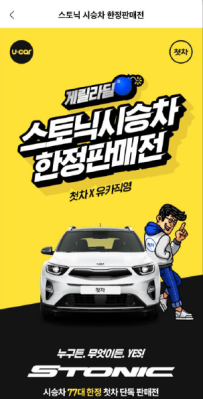 스토닉 시승차 한정판매전
u-car
첫차
게릴라딜
스토닉시승차
한정판매전
첫차 X 유카직영
첫차
누구든. 무엇이든. YES!
STONIC
시승차 77대 한정 첫차 단독 판매전